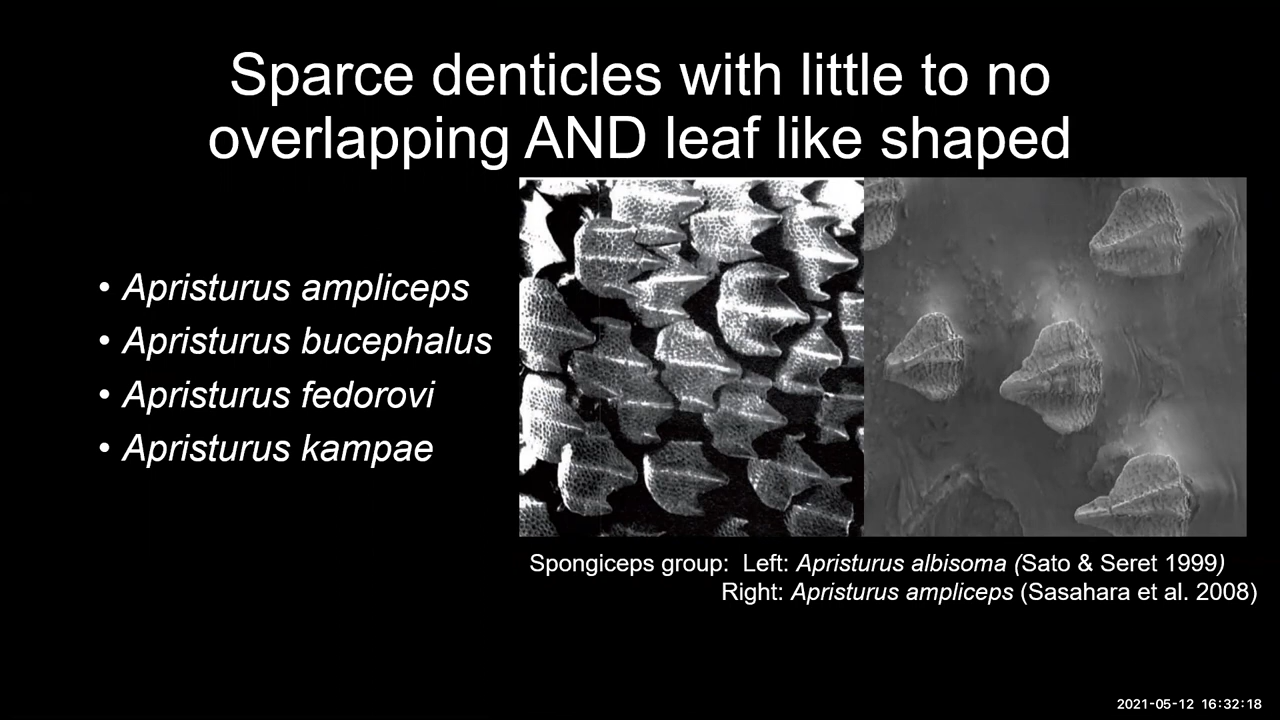 Sparce denticles with little to no
overlapping AND leaf like shaped
• Apristurus ampliceps
• Apristurus bucephalus
• Apristurus fedorovi
• Apristurus kampae
Spongiceps group: Left: Apristurus albisoma (Sato & Seret 1999)
Right: Apristurus ampliceps (Sasahara et al. 2008)
2021-05-12 16:32:18